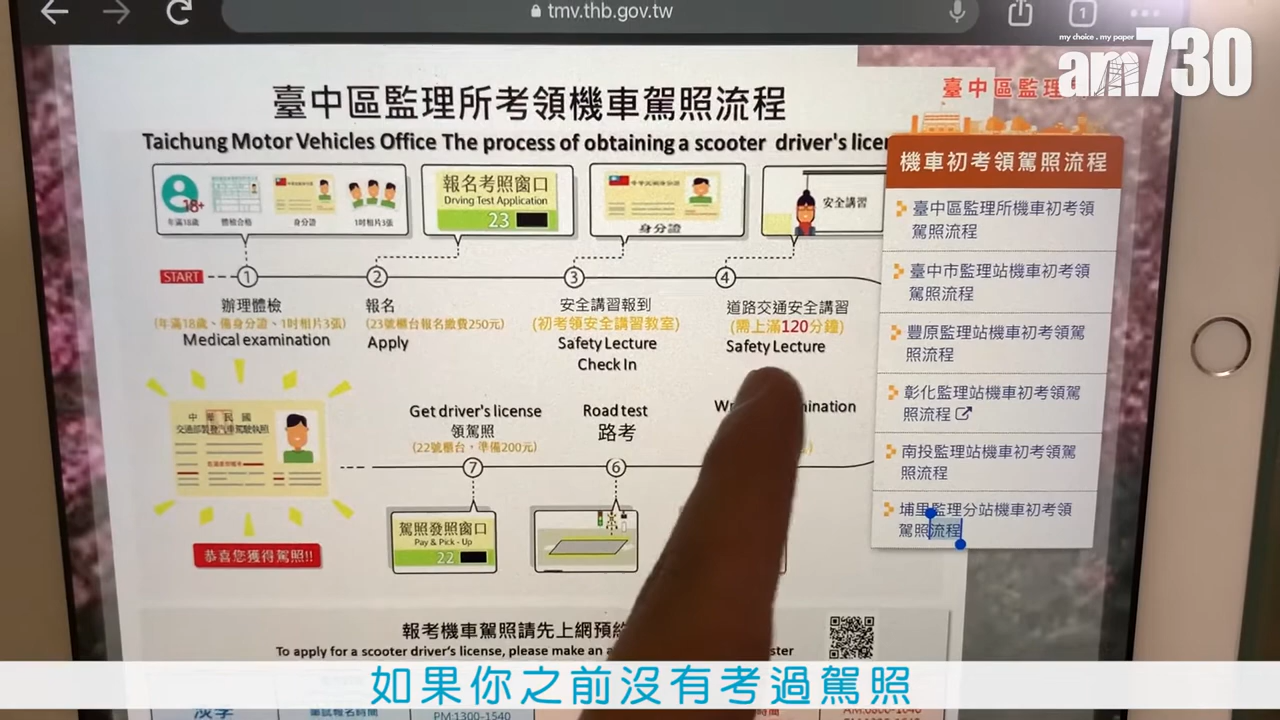 tmv.thb.gov.tw
1
my choice . my paper
am730
臺中區監理
臺中區監理所考領機車駕照流程
Taichung Motor Vehicles Office The process of obtaining a scooter driver's
18+
年滿18歲
體檢合格
身分證
1吋相片3張
報名考照窗口
Drving Test Application
23
身分證
安全講習
START
1
2
3
4
辦理體檢
(年滿18歲、備身分證、1吋相片3張)
Medical examination
報名
(23號櫃台報名繳費250元)
Apply
安全講習報到
(初考領安全講習教室)
Safety Lecture
Check In
道路交通安全講習
(需上滿120分鐘)
Safety Lecture
中華民國
Get driver's license
領駕照
(22號櫃台，準備200元)
Road test
路考
7
6
駕照發照窗口
Pay & Pick - Up
22
恭喜您獲得駕照!!
機車初考領駕照流程
臺中區監理所機車初考領
駕照流程
臺中市監理站機車初考領
駕照流程
豐原監理站機車初考領駕
照流程
彰化監理站機車初考領駕
照流程
南投監理站機車初考領駕
照流程
埔里監理分站機車初考領
駕照流程
報考機車駕照請先上網預約
To apply for a scooter driver's license, please make an
如果你之前沒有考過駕照
筆試報名時間
PM:1300-1540